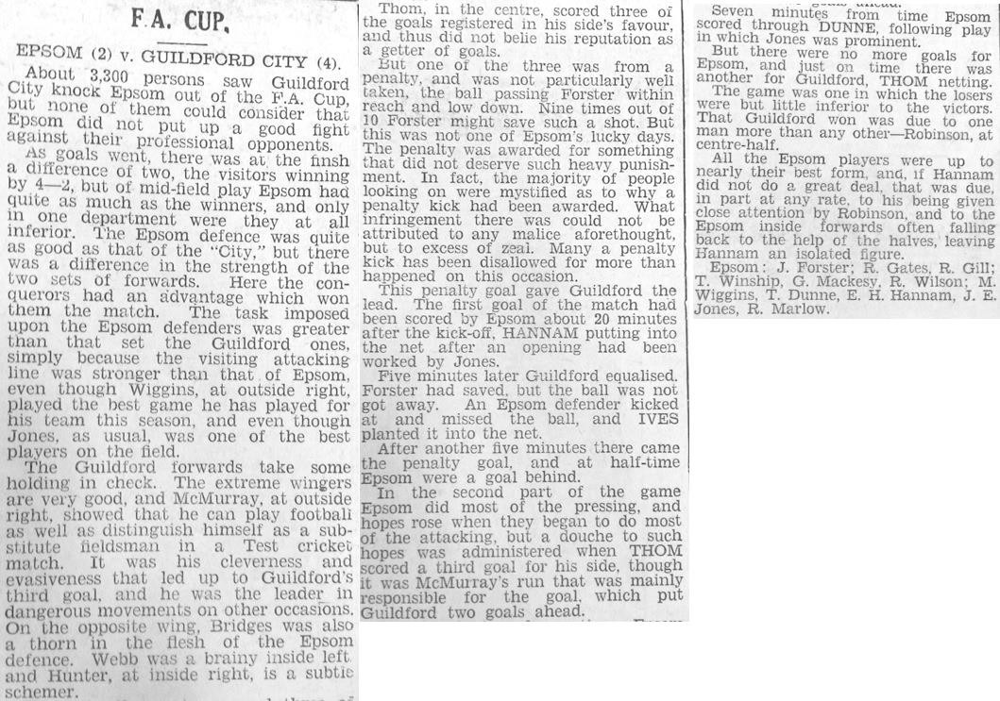 F.A. CUP.
EPSOM (2) v. GUILDFORD CITY (4).
About 3,300 persons saw Guildford
City knock Epsom out of the F.A. Cup,
but none of them could consider that
Epsom did not put up a good fight
against their professional opponents.
As goals went, there was at the finsh
a difference of two, the visitors winning
by 4—2, but of mid-field play Epsom had
quite as much as the winners, and only
in one department were they at all
inferior. The Epsom defence was quite
as good as that of the "City," but there
was a difference in the strength of the
two sets of forwards. Here the con-
querors had an advantage which won
them the match. The task imposed
upon the Epsom defenders was greater
than that set the Guildford ones,
simply because the visiting attacking
line was stronger than that of Epsom,
even though Wiggins, at outside right,
played the best game he has played for
his team this season, and even though
Jones, as usual, was one of the best
players on the field.
The Guildford forwards take some
holding in check. The extreme wingers
are very good, and McMurray, at outside
right, showed that he can play football
as well as distinguish himself as a sub-
stitute fieldsman in a Test cricket
match. It was his cleverness and
evasiveness that led up to Guildford's
third goal, and he was the leader in
dangerous movements on other occasions.
On the opposite wing, Bridges was also
a thorn in the flesh of the Epsom
defence. Webb was a brainy inside left
and Hunter, at inside right, is a subtle
schemer.
Thom, in the centre, scored three of
the goals registered in his side's favour,
and thus did not belie his reputation as
a getter of goals.
But one of the three was from a
penalty, and was not particularly well
taken, the ball passing Forster within
reach and low down. Nine times out of
10 Forster might save such a shot. But
this was not one of Epsom's lucky days.
The penalty was awarded for something
that did not deserve such heavy punish-
ment. In fact, the majority of people
looking on were mystified as to why a
penalty kick had been awarded. What
infringement there was could not be
attributed to any malice aforethought,
but to excess of zeal. Many a penalty
kick has been disallowed for more than
happened on this occasion.
This penalty goal gave Guildford the
lead. The first goal of the match had
been scored by Epsom about 20 minutes
after the kick-off, HANNAM putting into
the net after an opening had been
worked by Jones.
Five minutes later Guildford equalised.
Forster had saved, but the ball was not
got away. An Epsom defender kicked
at and missed the ball, and IVES
planted it into the net.
After another five minutes there came
the penalty goal, and at half-time
Epsom were a goal behind.
In the second part of the game
Epsom did most of the pressing, and
hopes rose when they began to do most
of the attacking, but a douche to such
hopes was administered when THOM
scored a third goal for his side, though
it was McMurray's run that was mainly
responsible for the goal, which put
Guildford two goals ahead.
Seven minutes from time Epsom
scored through DUNNE, following play
in which Jones was prominent.
But there were no more goals for
Epsom, and just on time there was
another for Guildford, THOM netting.
The game was one in which the losers
were but little inferior to the victors.
That Guildford won was due to one
man more than any other—Robinson, at
centre-half.
All the Epsom players were up to
nearly their best form, and, if Hannam
did not do a great deal, that was due,
in part at any rate, to his being given
close attention by Robinson, and to the
Epsom inside forwards often falling
back to the help of the halves, leaving
Hannam an isolated figure.
Epsom: J. Forster; R. Gates, R. Gill;
T. Winship, G. Mackesy, R. Wilson; M.
Wiggins, T. Dunne, E. H. Hannam, J. E.
Jones, R. Marlow.